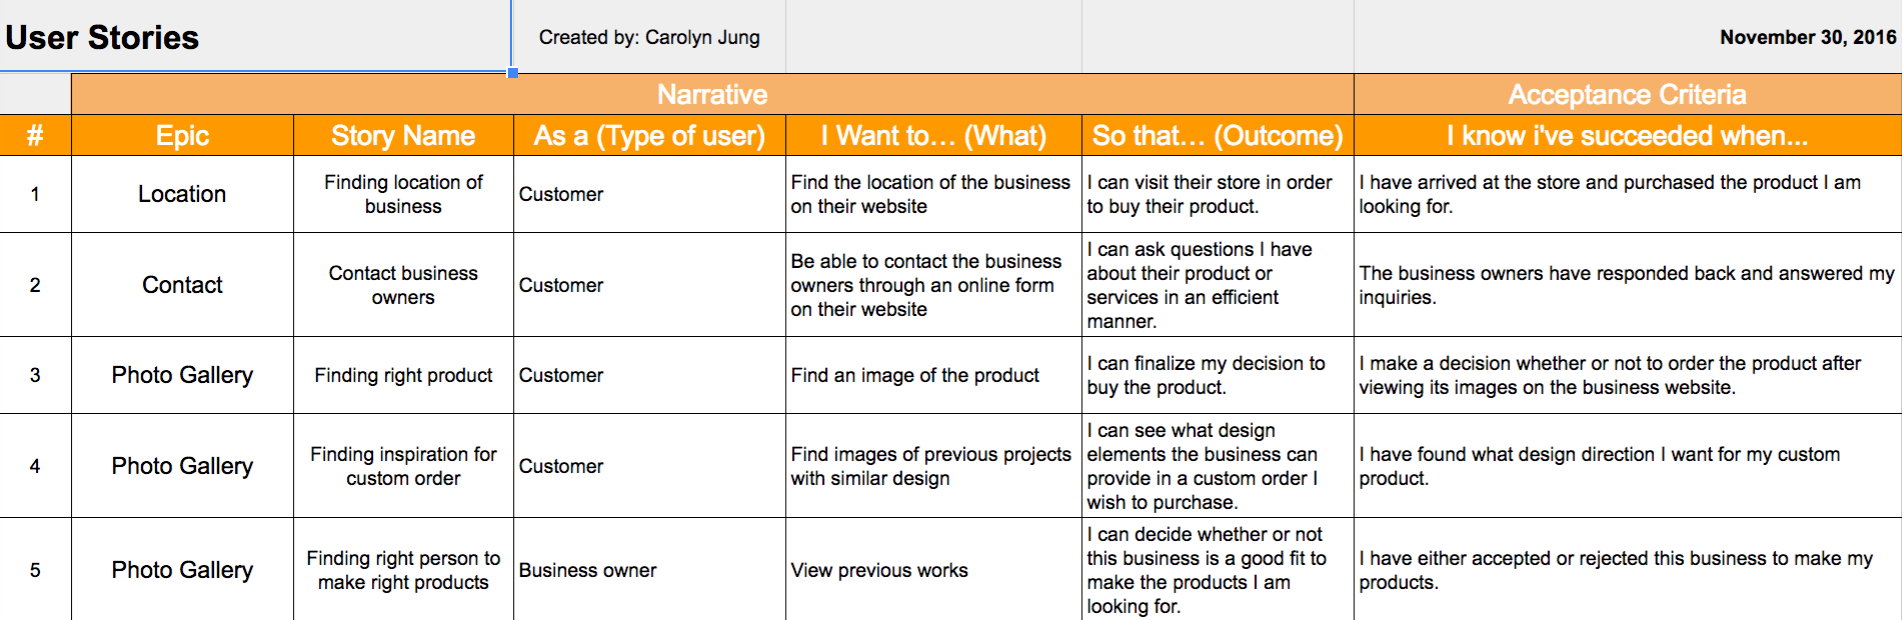 User Stories
Created by: Carolyn Jung
November 30, 2016
Narrative
Acceptance Criteria
#
Epic
Story Name
As a (Type of user)
I Want to... (What)
So that... (Outcome)
I know i've succeeded when...
1
Location
Finding location of
business
Customer
Find the location of the business
on their website
I can visit their store in order
to buy their product.
I have arrived at the store and purchased the product I am
looking for.
2
Contact
Contact business
owners
Customer
Be able to contact the business
owners through an online form
on their website
I can ask questions I have
about their product or
services in an efficient
manner.
The business owners have responded back and answered my
inquiries.
3
Photo Gallery
Finding right product
Customer
Find an image of the product
I can finalize my decision to
buy the product.
I make a decision whether or not to order the product after
viewing its images on the business website.
4
Photo Gallery
Finding inspiration for
custom order
Customer
Find images of previous projects
with similar design
I can see what design
elements the business can
provide in a custom order I
wish to purchase.
I have found what design direction I want for my custom
product.
5
Photo Gallery
Finding right person to
make right products
Business owner
View previous works
I can decide whether or not
this business is a good fit to
make the products I am
looking for.
I have either accepted or rejected this business to make my
products.